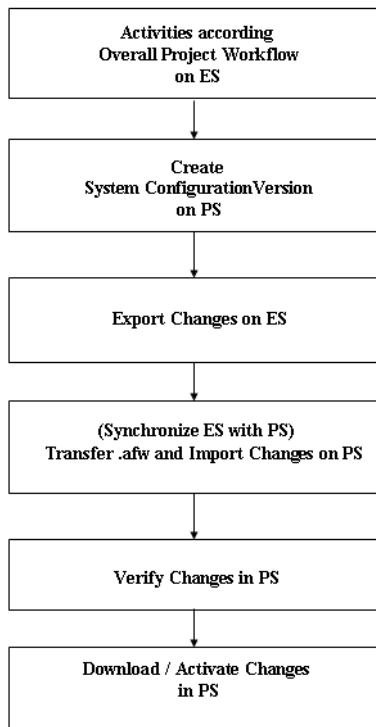 Activities according
Overall Project Workflow
on ES
Create
System ConfigurationVersion
on PS
Export Changes on ES
(Synchronize ES with PS)
Transfer .afw and Import Changes on PS
Verify Changes in PS
Download / Activate Changes
in PS